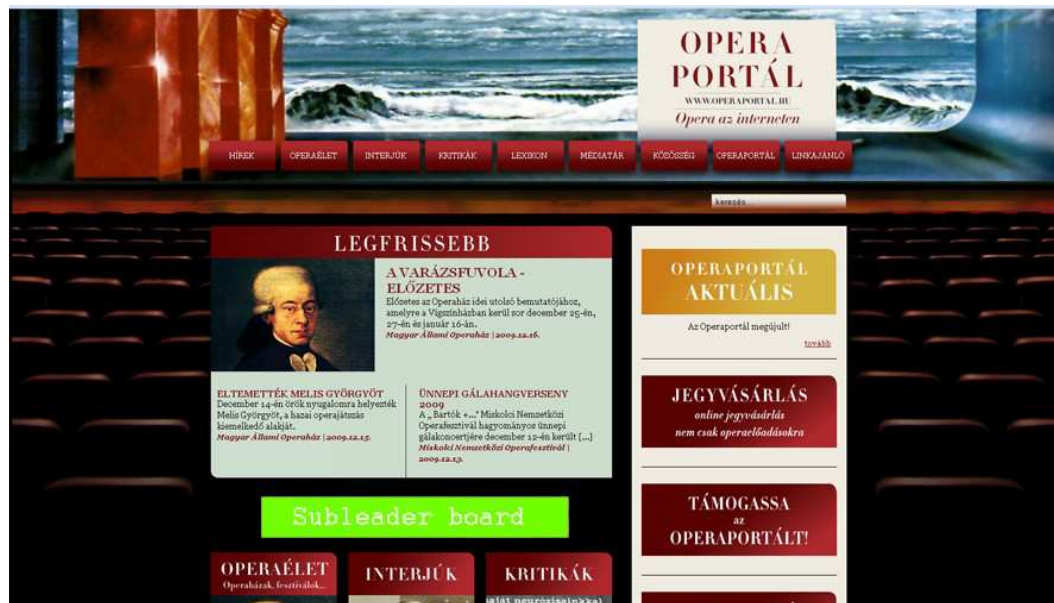 OPERA
PORTÁL
WWW.OPERAPORTAL.HU
Opera az interneten
HÍREK OPERAÉLET INTERJÚK KRITIKÁK LEXIKON MÉDIATÁR KÖZÖSSÉG OPERAPORTÁL LINKAJÁNLÓ
keresés...
LEGFRISSEBB
A VARÁZSFUVOLA -
ELŐZETES
Előzetes az Operaház idei utolsó bemutatójához,
amelyre a Vígszínházban kerül sor december 25-én,
27-én és január 16-án.
Magyar Állami Operaház | 2009.12.16.
ELTEMETTÉK MELIS GYÖRGYÖT
December 14-én örök nyugalomra helyezték
Melis Györgyöt, a hazai operajátszás
kiemelkedő alakját.
Magyar Állami Operaház | 2009.12.15.
ÜNNEPI GÁLAHANGVERSENY
2009
A „ Bartók +..." Miskolci Nemzetközi
Operafesztivál hagyományos ünnepi
gálakoncertjére december 12-én került [...]
Miskolci Nemzetközi Operafesztivál |
2009.12.13.
Subleader board
OPERAÉLET
Operaházak, fesztiválok...
INTERJÚK
KRITIKÁK
saját neurózisainkkal
OPERAPORTÁL
AKTUÁLIS
Az Operaportál megújult!
tovább
JEGYVÁSÁRLÁS
online jegyvásárlás
nem csak operaelőadásokra
TÁMOGASSA
az
OPERAPORTÁLT!